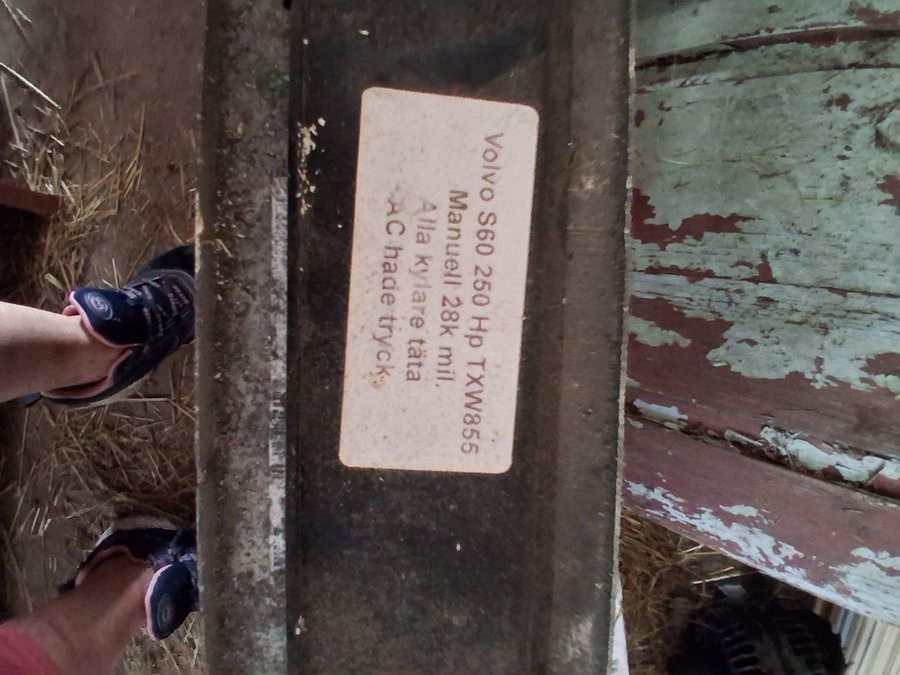 Volvo S60 250 Hp TXW855
Manuell 28k mil.
Alla kylare täta
AC hade tryck